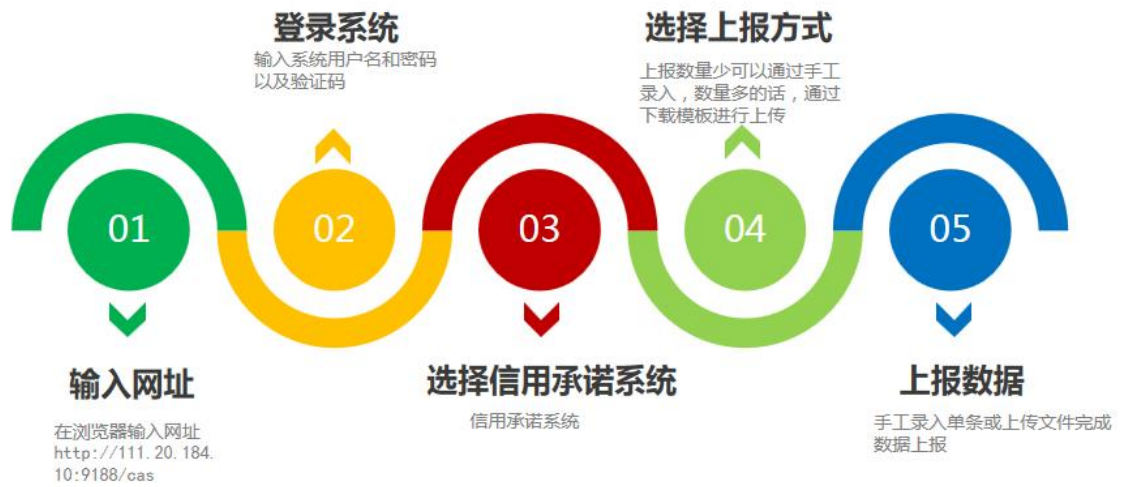 01
输入网址
在浏览器输入网址
http://111.20.184.
10:9188/cas
登录系统
输入系统用户名和密码
以及验证码
02
03
选择信用承诺系统
信用承诺系统
选择上报方式
上报数量少可以通过手工
录入，数量多的话，通过
下载模板进行上传
04
05
上报数据
手工录入单条或上传文件完成
数据上报